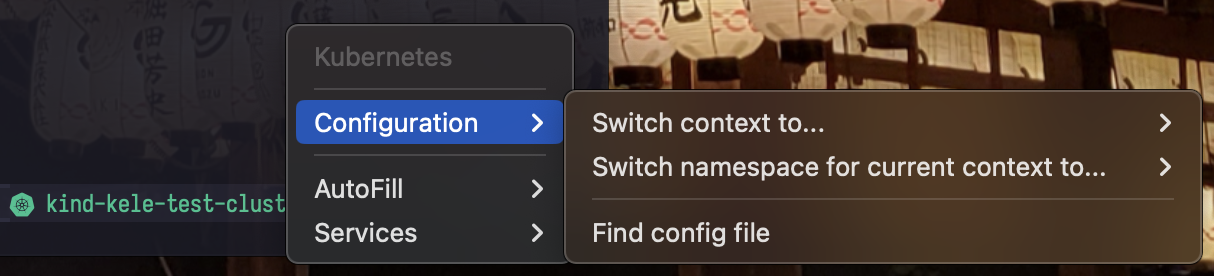 Kubernetes
Configuration
Switch context to...
Switch namespace for current context to...
AutoFill
kind-kele-test-clust
Services
Find config file